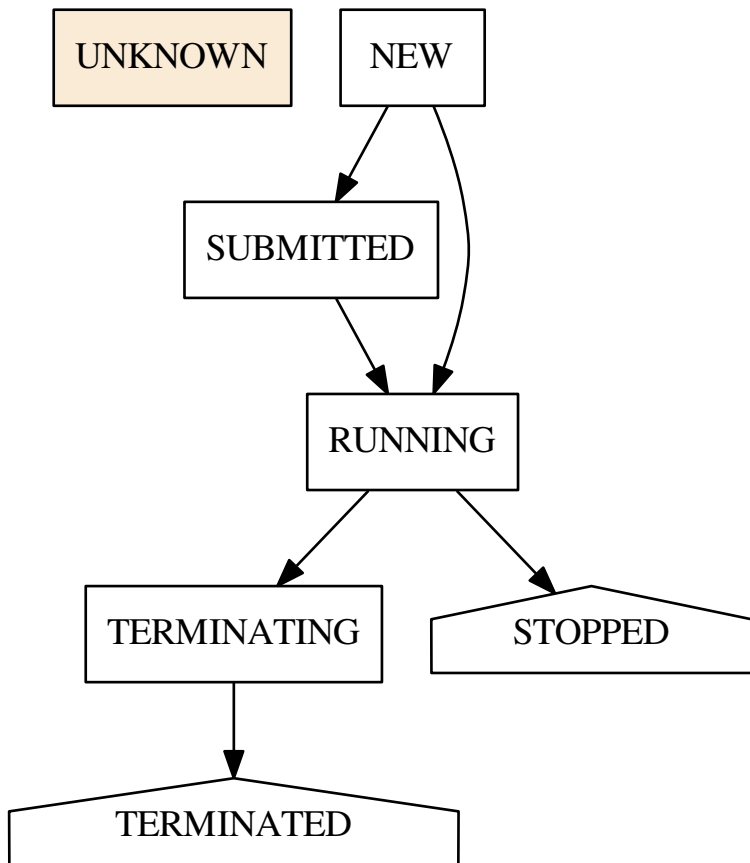 UNKNOWN
NEW
SUBMITTED
RUNNING
TERMINATING
STOPPED
TERMINATED